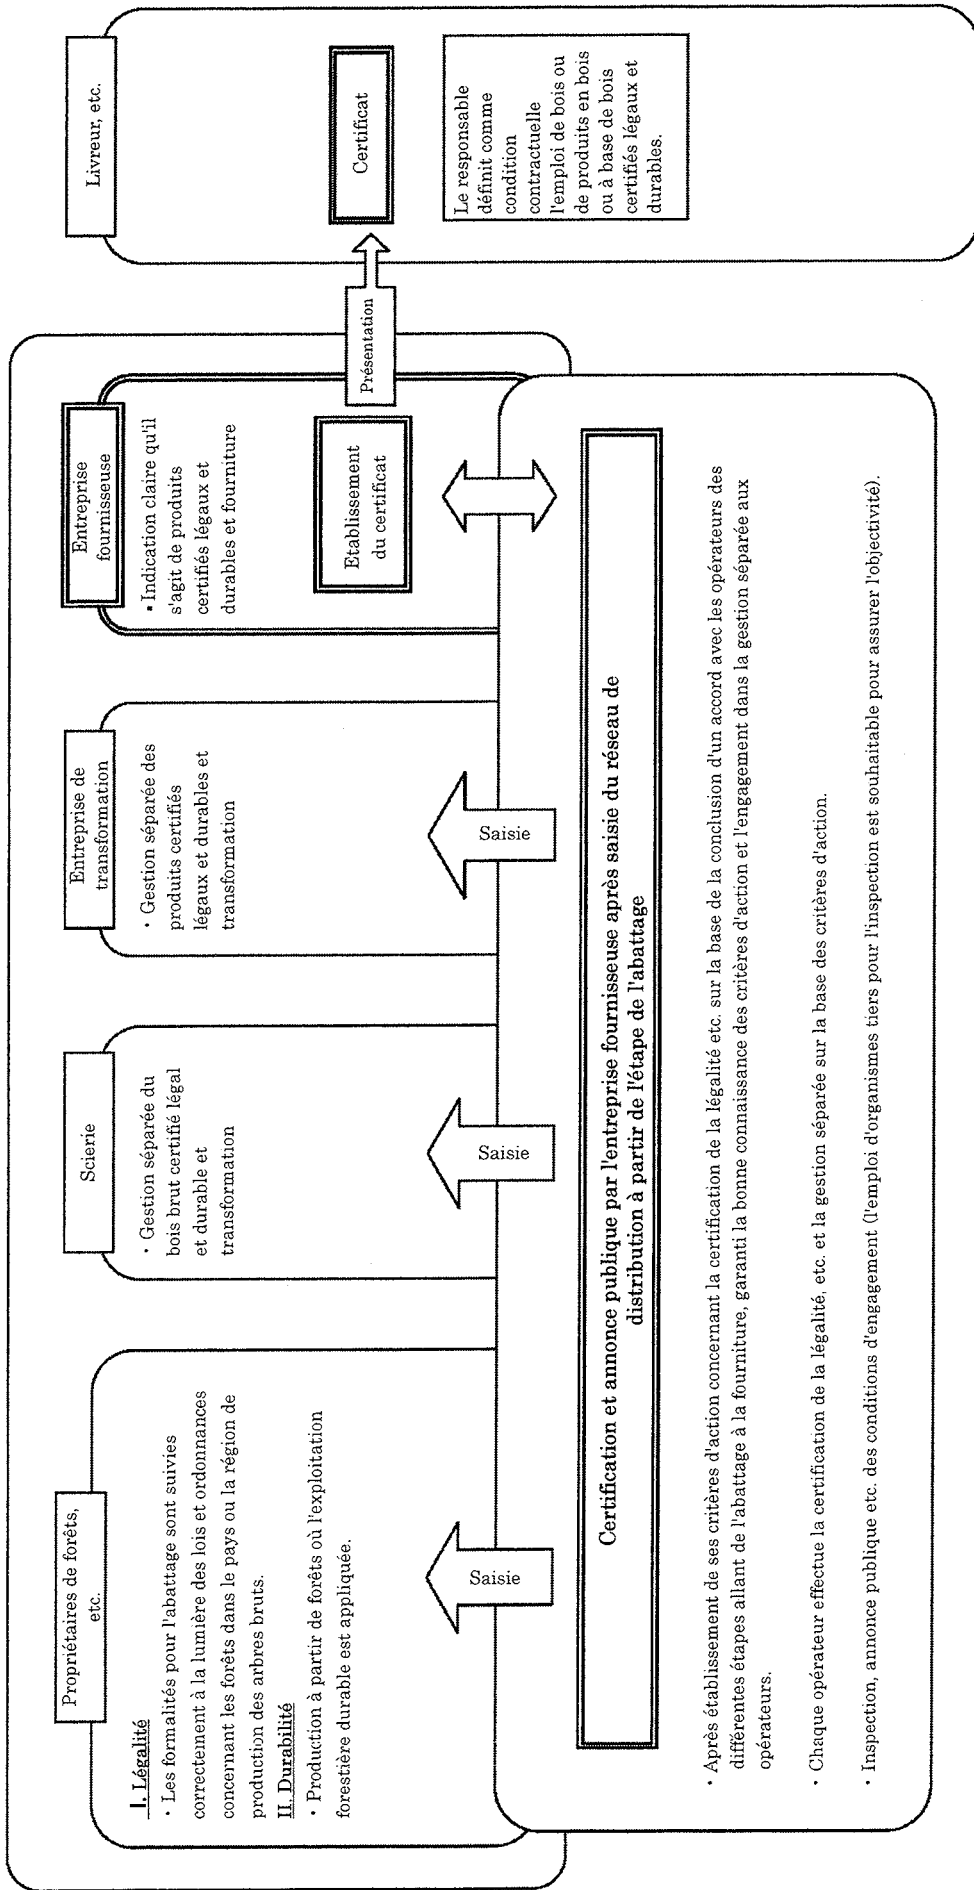 Propriétaires de forêts,
etc.
I. Légalité
・Les formalités pour l'abattage sont suivies
correctement à la lumière des lois et ordonnances
concernant les forêts dans le pays ou la région de
production des arbres bruts.
II. Durabilité
・Production à partir de forêts où l'exploitation
forestière durable est appliquée.
Saisie
Scierie
・Gestion séparée du
bois brut certifié légal
et durable et
transformation
Saisie
Entreprise de
transformation
・Gestion séparée des
produits certifiés
légaux et durables et
transformation
Saisie
Entreprise
fournisseuse
・Indication claire qu'il
s'agit de produits
certifiés légaux et
durables et fourniture
Etablissement
du certificat
Présentation
Livreur, etc.
Certificat
Le responsable
définit comme
condition
contractuelle
l'emploi de bois ou
de produits en bois
ou à base de bois
certifiés légaux et
durables.
Certification et annonce publique par l'entreprise fournisseuse après saisie du réseau de
distribution à partir de l'étape de l'abattage
・Après établissement de ses critères d'action concernant la certification de la légalité etc. sur la base de la conclusion d'un accord avec les opérateurs des
différentes étapes allant de l'abattage à la fourniture, garanti la bonne connaissance des critères d'action et l'engagement dans la gestion séparée aux
opérateurs.
・Chaque opérateur effectue la certification de la légalité, etc. et la gestion séparée sur la base des critères d'action.
・Inspection, annonce publique etc. des conditions d'engagement (l'emploi d'organismes tiers pour l'inspection est souhaitable pour assurer l'objectivité).